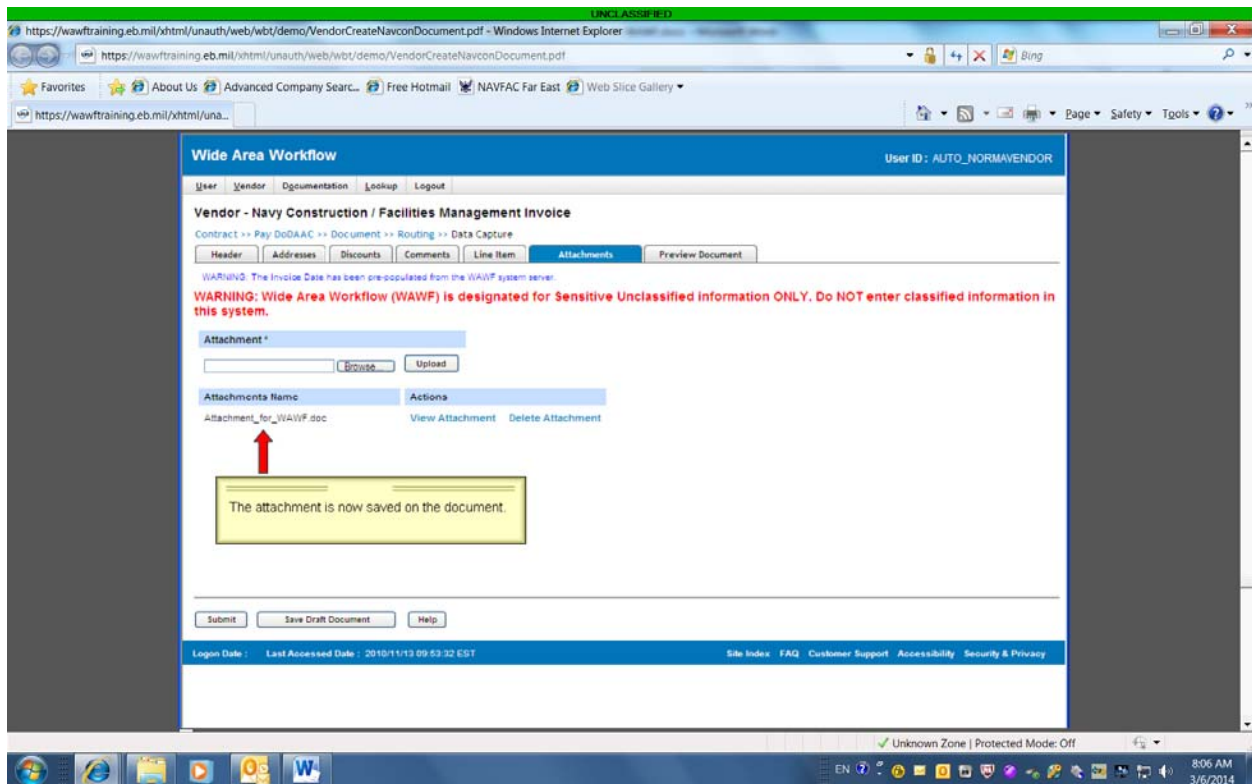 UNCLASSIFIED
https://wawftraining.eb.mil/xhtml/unauth/web/wbt/demo/VendorCreateNavconDocument.pdf - Windows Internet Explorer
https://wawftraining.eb.mil/xhtml/unauth/web/wbt/demo/VendorCreateNavconDocument.pdf Bing
Favorites About Us Advanced Company Searc... Free Hotmail NAVFAC Far East Web Slice Gallery
https://wawftraining.eb.mil/xhtml/una... Page Safety Tools
Wide Area Workflow User ID : AUTO_NORMAVENDOR
User Vendor Documentation Lookup Logout
Vendor - Navy Construction / Facilities Management Invoice
Contract >> Pay DoDAAC >> Document >> Routing >> Data Capture
Header Addresses Discounts Comments Line Item Attachments Preview Document
WARNING: The Invoice Date has been pre-populated from the WAWF system server.
WARNING: Wide Area Workflow (WAWF) is designated for Sensitive Unclassified information ONLY. Do NOT enter classified information in
this system.
Attachment *
Browse... Upload
Attachments Name Actions
Attachment_for_WAWF.doc View Attachment Delete Attachment
The attachment is now saved on the document.
Submit Save Draft Document Help
Logon Date : Last Accessed Date : 2010/11/13 09:53:32 EST Site Index FAQ Customer Support Accessibility Security & Privacy
Unknown Zone | Protected Mode: Off
EN 8:06 AM
3/6/2014